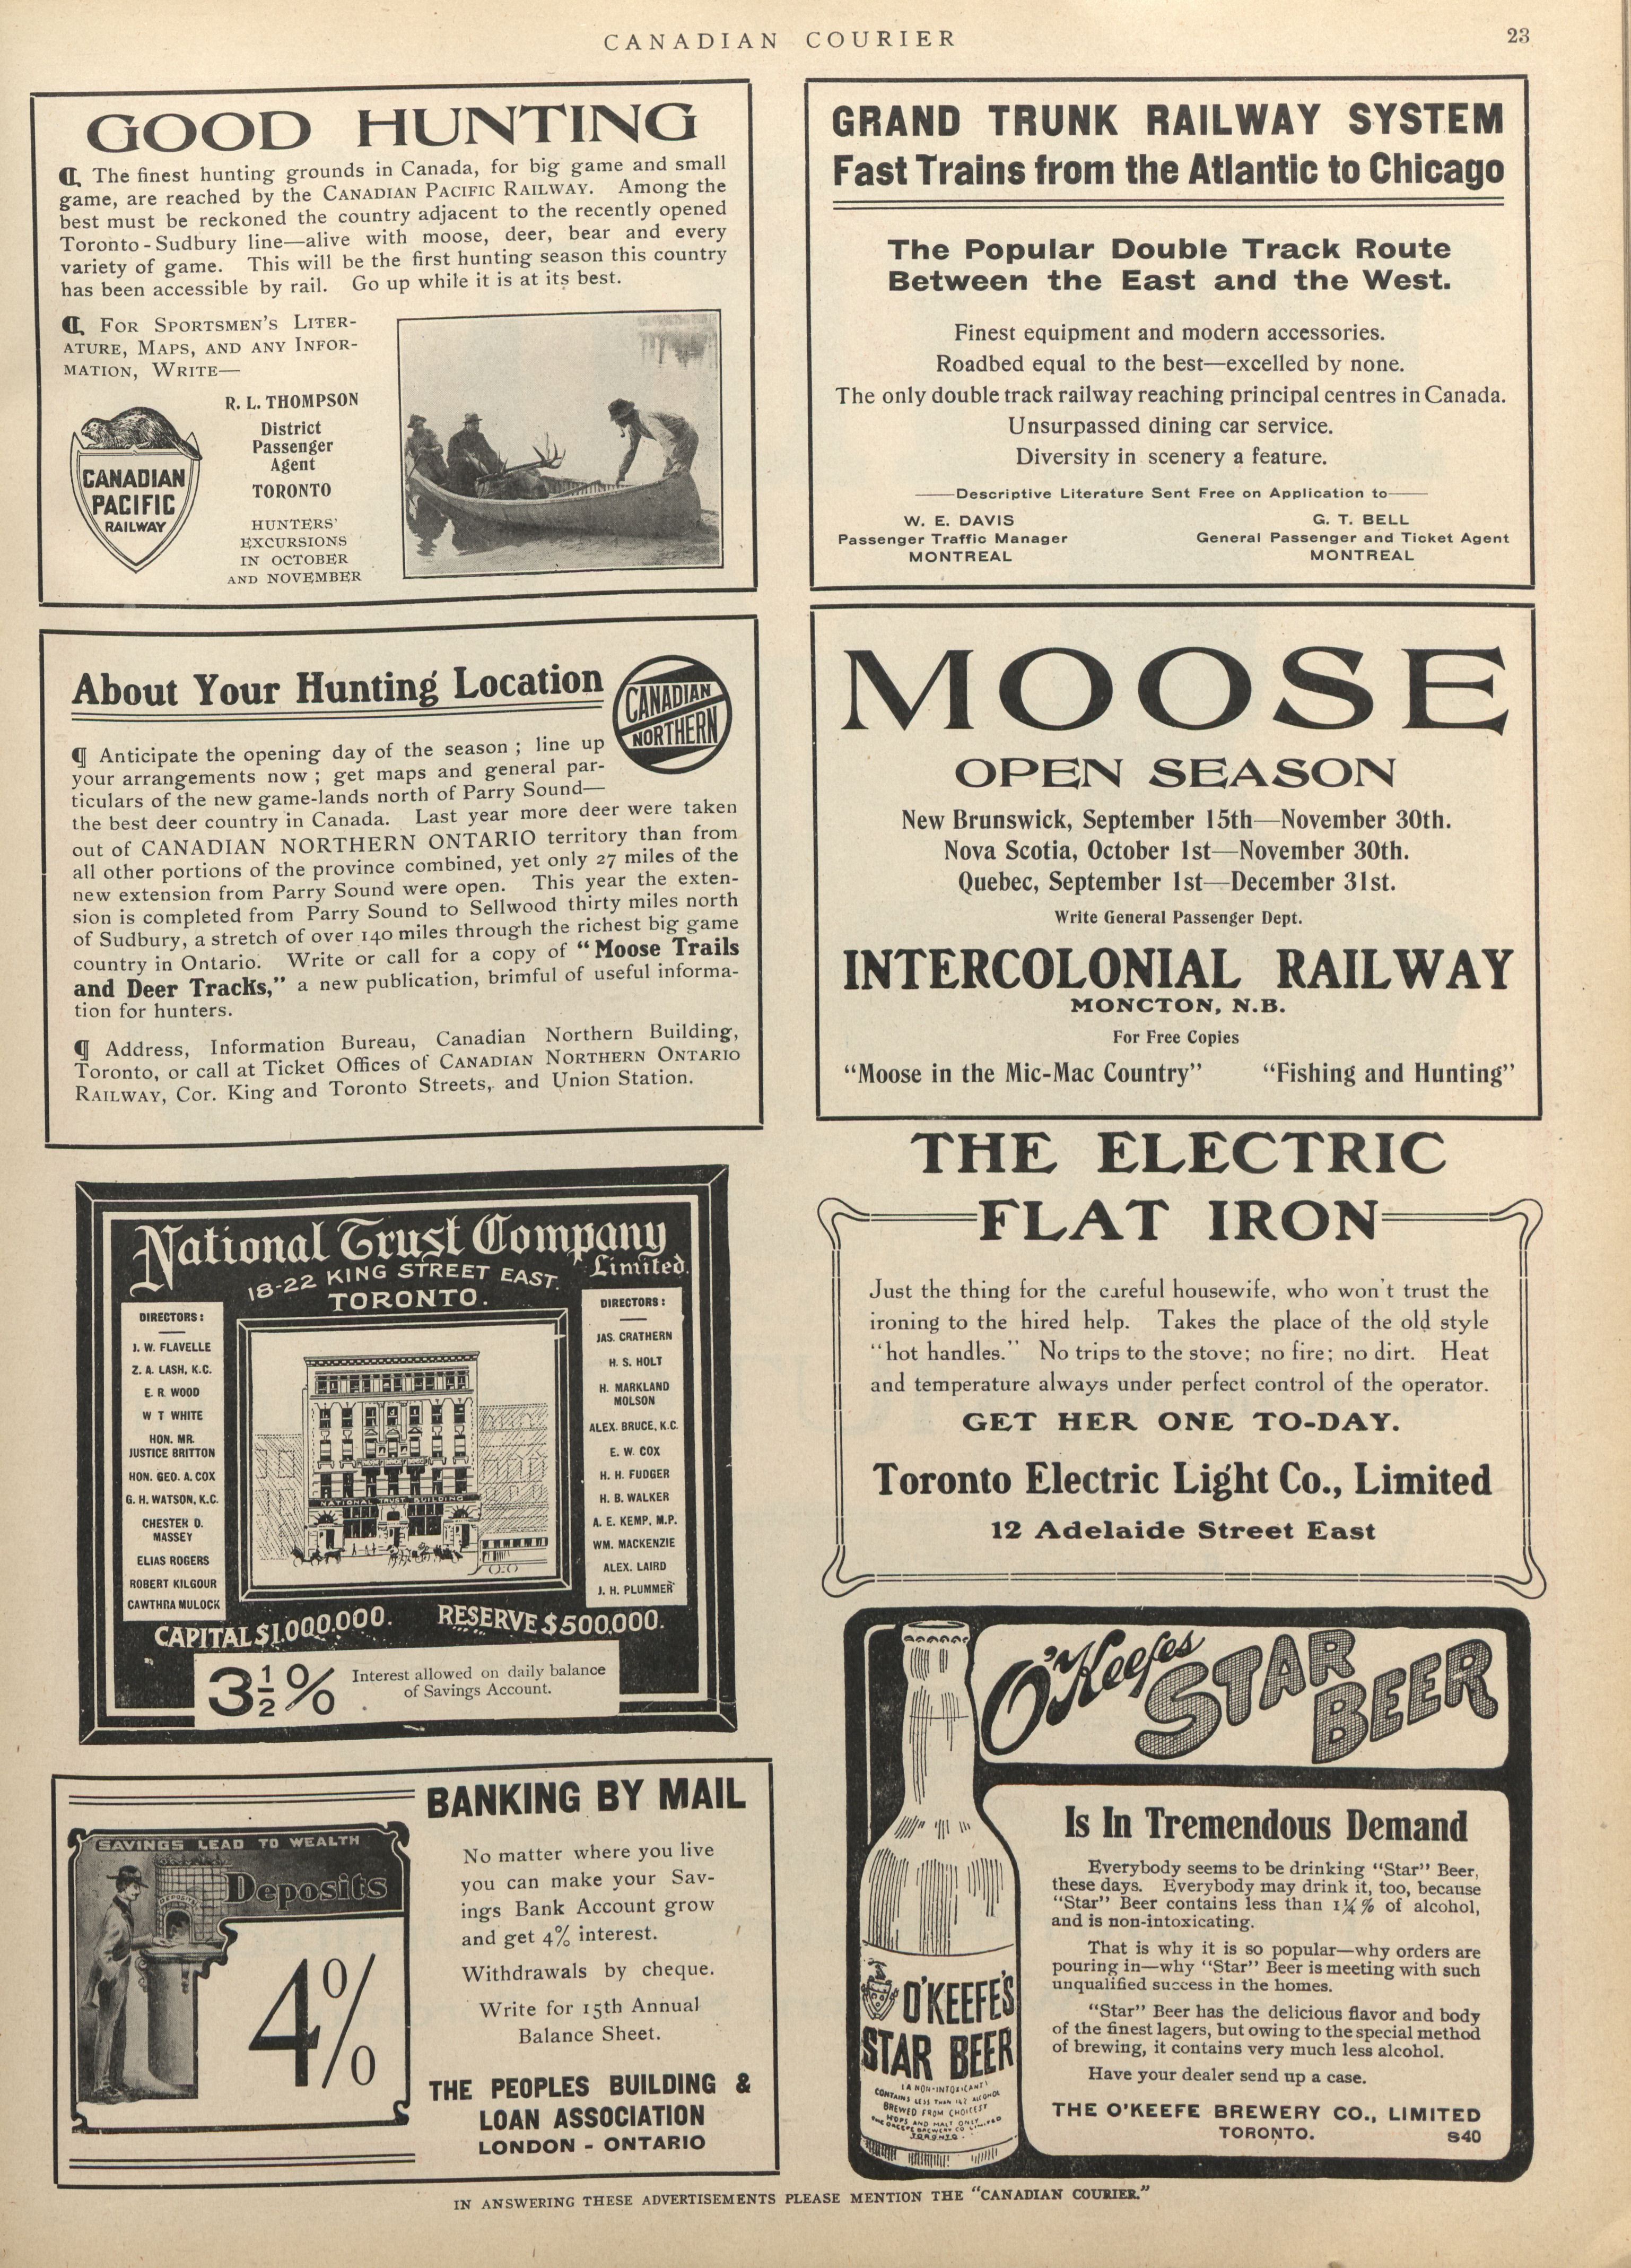 CANADIAN COURIER
23
GOOD HUNTING
The finest hunting grounds in Canada, for big game and small
game, are reached by the CANADIAN PACIFIC RAILWAY. Among the
best must be reckoned the country adjacent to the recently opened
Toronto-Sudbury line—alive with moose, deer, bear and every
variety of game. This will be the first hunting season this country
has been accessible by rail. Go up while it is at its best.
FOR SPORTSMEN'S LITER-
ATURE, MAPS, AND ANY INFOR-
MATION, WRITE—
R. L. THOMPSON
District
Passenger
Agent
TORONTO
HUNTERS'
EXCURSIONS
IN OCTOBER
AND NOVEMBER
CANADIAN
PACIFIC
RAILWAY
GRAND TRUNK RAILWAY SYSTEM
Fast Trains from the Atlantic to Chicago
The Popular Double Track Route
Between the East and the West.
Finest equipment and modern accessories.
Roadbed equal to the best—excelled by none.
The only double track railway reaching principal centres in Canada.
Unsurpassed dining car service.
Diversity in scenery a feature.
——Descriptive Literature Sent Free on Application to——
W. E. DAVIS
Passenger Traffic Manager
MONTREAL
G. T. BELL
General Passenger and Ticket Agent
MONTREAL
About Your Hunting Location
CANADIAN
NORTHERN
¶ Anticipate the opening day of the season; line up
your arrangements now; get maps and general par-
ticulars of the new game-lands north of Parry Sound—
the best deer country in Canada. Last year more deer were taken
out of CANADIAN NORTHERN ONTARIO territory than from
all other portions of the province combined, yet only 27 miles of the
new extension from Parry Sound were open. This year the exten-
sion is completed from Parry Sound to Sellwood thirty miles north
of Sudbury, a stretch of over 140 miles through the richest big game
country in Ontario. Write or call for a copy of "Moose Trails
and Deer Tracks," a new publication, brimful of useful informa-
tion for hunters.
¶ Address, Information Bureau, Canadian Northern Building,
Toronto, or call at Ticket Offices of CANADIAN NORTHERN ONTARIO
RAILWAY, Cor. King and Toronto Streets, and Union Station.
MOOSE
OPEN SEASON
New Brunswick, September 15th—November 30th.
Nova Scotia, October 1st—November 30th.
Quebec, September 1st—December 31st.
Write General Passenger Dept.
INTERCOLONIAL RAILWAY
MONCTON, N.B.
For Free Copies
"Moose in the Mic-Mac Country" "Fishing and Hunting"
National Trust Company
Limited.
18-22 KING STREET EAST.
TORONTO.
DIRECTORS:
J. W. FLAVELLE
Z. A. LASH, K.C.
E. R. WOOD
W T WHITE
HON. MR.
JUSTICE BRITTON
HON. GEO. A. COX
G. H. WATSON, K.C.
CHESTER D.
MASSEY
ELIAS ROGERS
ROBERT KILGOUR
CAWTHRA MULOCK
NATIONAL TRUST BUILDING
DIRECTORS:
JAS. CRATHERN
H. S. HOLT
H. MARKLAND
MOLSON
ALEX. BRUCE, K.C.
E. W. COX
H. H. FUDGER
H. B. WALKER
A. E. KEMP, M.P.
WM. MACKENZIE
ALEX. LAIRD
J. H. PLUMMER
CAPITAL $1,000,000. RESERVE $500,000.
3½% Interest allowed on daily balance
of Savings Account.
THE ELECTRIC
FLAT IRON
Just the thing for the careful housewife, who won't trust the
ironing to the hired help. Takes the place of the old style
"hot handles." No trips to the stove; no fire; no dirt. Heat
and temperature always under perfect control of the operator.
GET HER ONE TO-DAY.
Toronto Electric Light Co., Limited
12 Adelaide Street East
BANKING BY MAIL
SAVINGS LEAD TO WEALTH
DEPOSITS
Deposits
4%
No matter where you live
you can make your Sav-
ings Bank Account grow
and get 4% interest.
Withdrawals by cheque.
Write for 15th Annual
Balance Sheet.
THE PEOPLES BUILDING &
LOAN ASSOCIATION
LONDON - ONTARIO
O'Keefes
STAR
BEER
Is In Tremendous Demand
Everybody seems to be drinking "Star" Beer,
these days. Everybody may drink it, too, because
"Star" Beer contains less than 1¼% of alcohol,
and is non-intoxicating.
That is why it is so popular—why orders are
pouring in—why "Star" Beer is meeting with such
unqualified success in the homes.
"Star" Beer has the delicious flavor and body
of the finest lagers, but owing to the special method
of brewing, it contains very much less alcohol.
Have your dealer send up a case.
THE O'KEEFE BREWERY CO., LIMITED
TORONTO. S40
O'KEEFE'S
STAR BEER
(A NON-INTOXICANT)
BREWED FROM CHOICEST
HOPS AND MALT ONLY
THE OKEEFE BREWERY CO LIMITED
TORONTO.
IN ANSWERING THESE ADVERTISEMENTS PLEASE MENTION THE "CANADIAN COURIER."